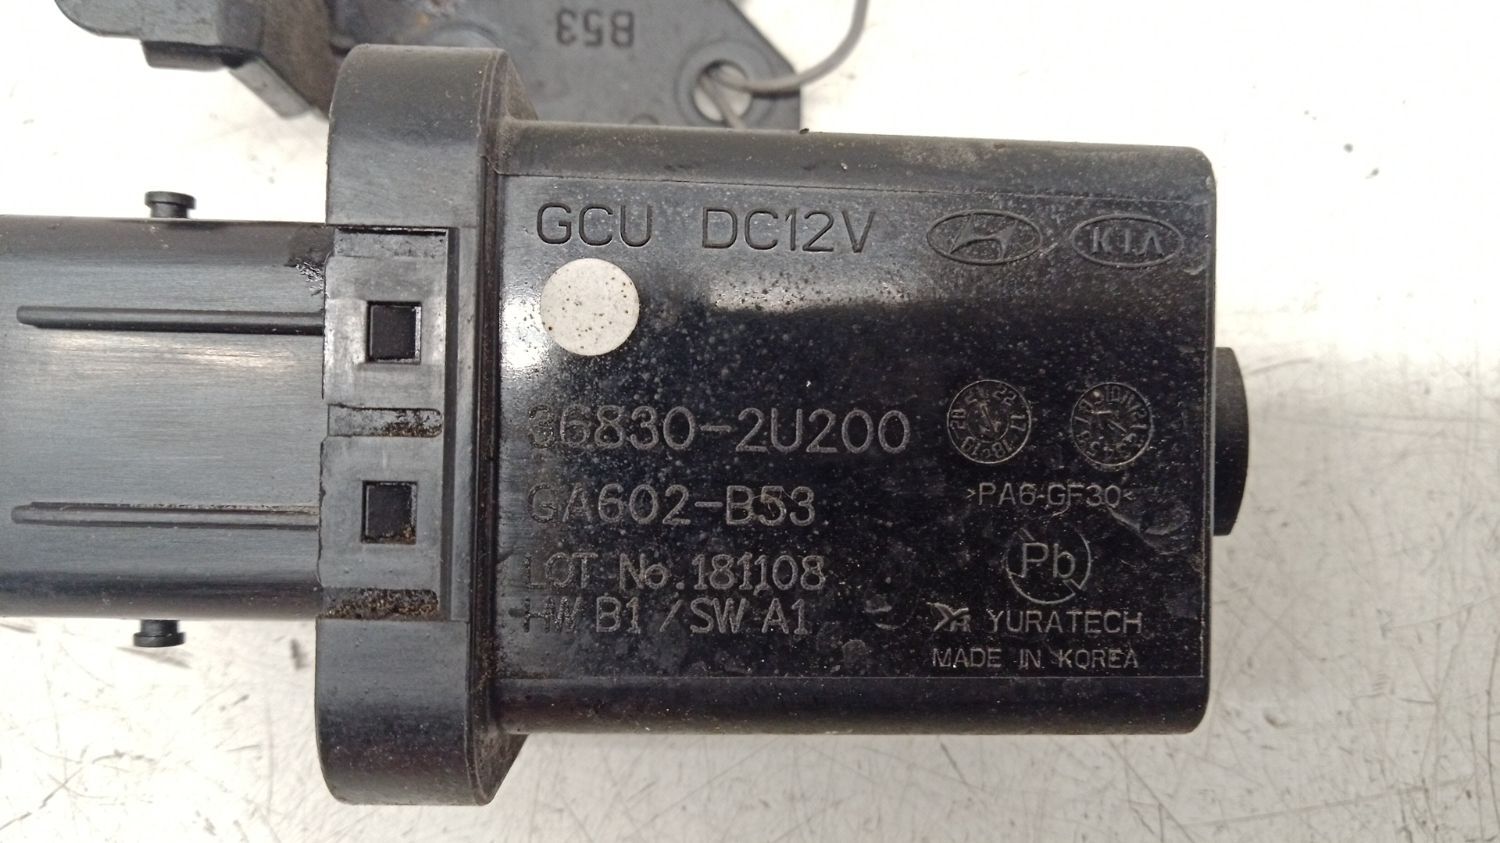 B53
GCU DC12V KIA
36830-2U200
GA602-B53
>PA6-GF30<
LOT No.181108
Pb
HW B1 / SW A1
YURATECH
MADE IN KOREA